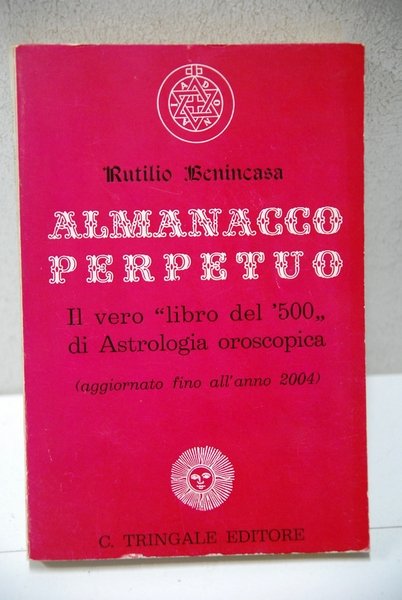 Rutilio Benincasa
ALMANACCO
PERPETUO
Il vero “libro del '500„
di Astrologia oroscopica
(aggiornato fino all'anno 2004)
C. TRINGALE EDITORE